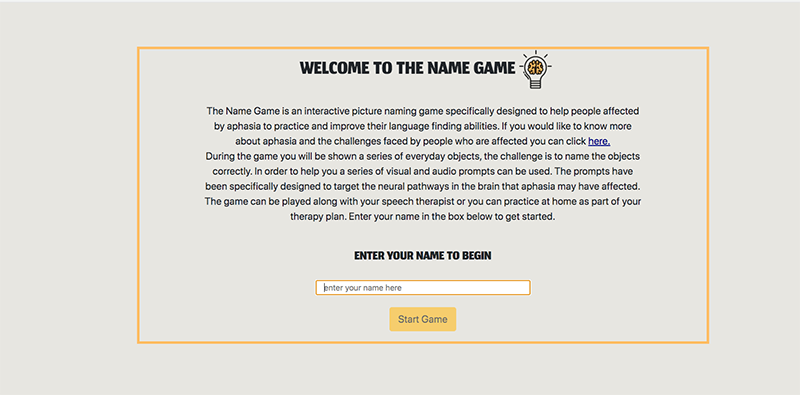 WELCOME TO THE NAME GAME
The Name Game is an interactive picture naming game specifically designed to help people affected
by aphasia to practice and improve their language finding abilities. If you would like to know more
about aphasia and the challenges faced by people who are affected you can click here.
During the game you will be shown a series of everyday objects, the challenge is to name the objects
correctly. In order to help you a series of visual and audio prompts can be used. The prompts have
been specifically designed to target the neural pathways in the brain that aphasia may have affected.
The game can be played along with your speech therapist or you can practice at home as part of your
therapy plan. Enter your name in the box below to get started.
ENTER YOUR NAME TO BEGIN
enter your name here
Start Game